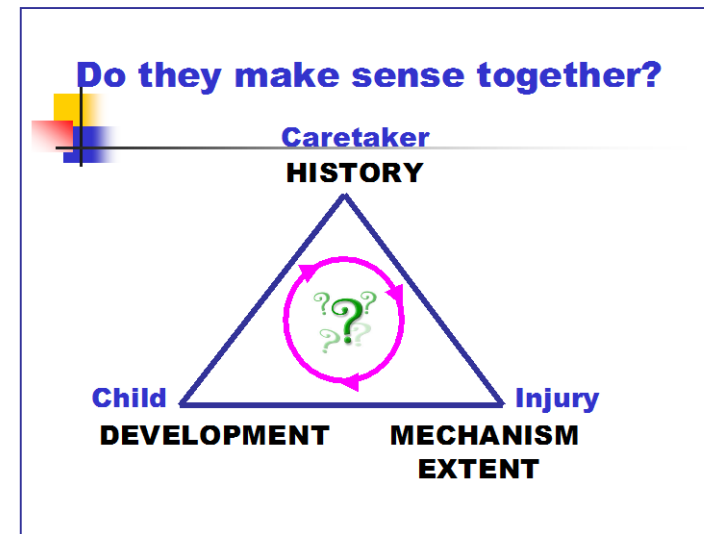 Do they make sense together?
Caretaker
HISTORY
???
?
?
Child
Injury
DEVELOPMENT
MECHANISM
EXTENT